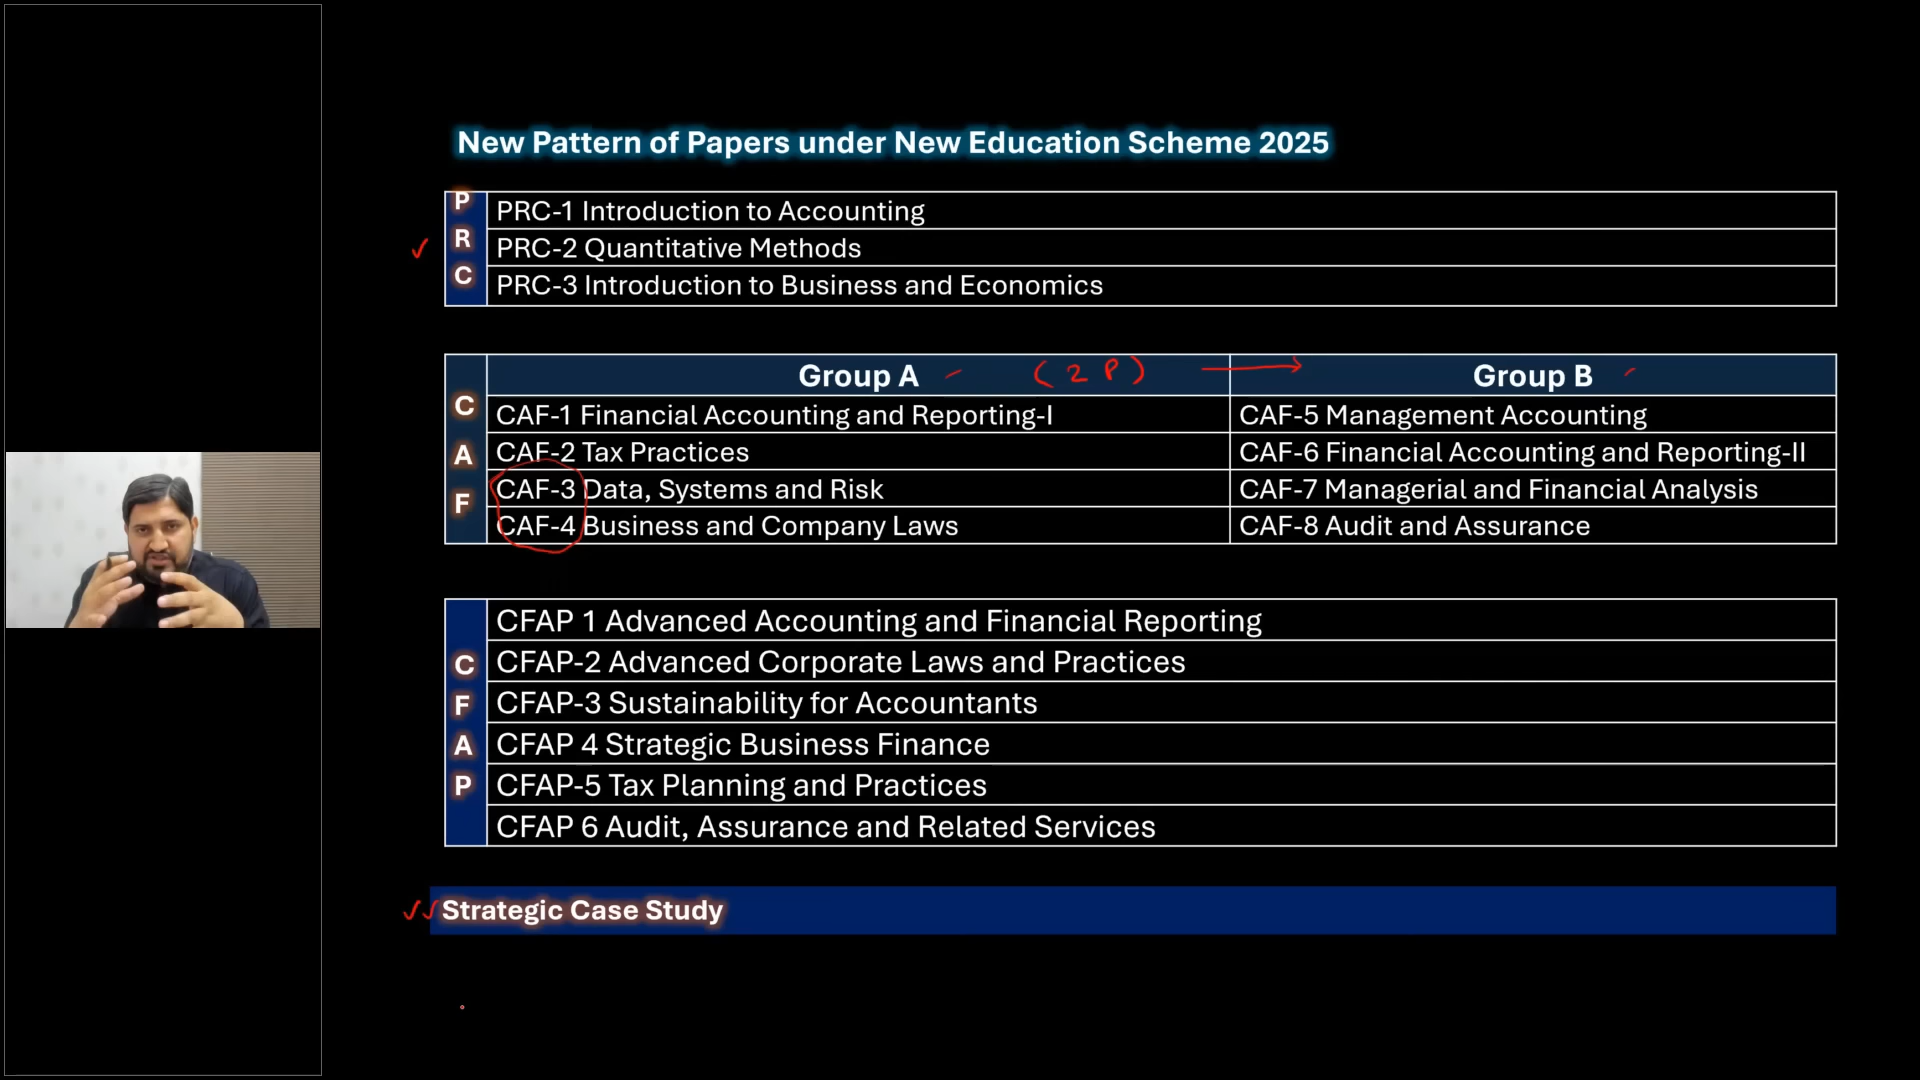 New Pattern of Papers under New Education Scheme 2025
P
R
C
PRC-1 Introduction to Accounting
PRC-2 Quantitative Methods
PRC-3 Introduction to Business and Economics
C
A
F
Group A
(2 P)
Group B
CAF-1 Financial Accounting and Reporting-I
CAF-5 Management Accounting
CAF-2 Tax Practices
CAF-6 Financial Accounting and Reporting-II
CAF-3 Data, Systems and Risk
CAF-7 Managerial and Financial Analysis
CAF-4 Business and Company Laws
CAF-8 Audit and Assurance
C
F
A
P
CFAP 1 Advanced Accounting and Financial Reporting
CFAP-2 Advanced Corporate Laws and Practices
CFAP-3 Sustainability for Accountants
CFAP 4 Strategic Business Finance
CFAP-5 Tax Planning and Practices
CFAP 6 Audit, Assurance and Related Services
Strategic Case Study